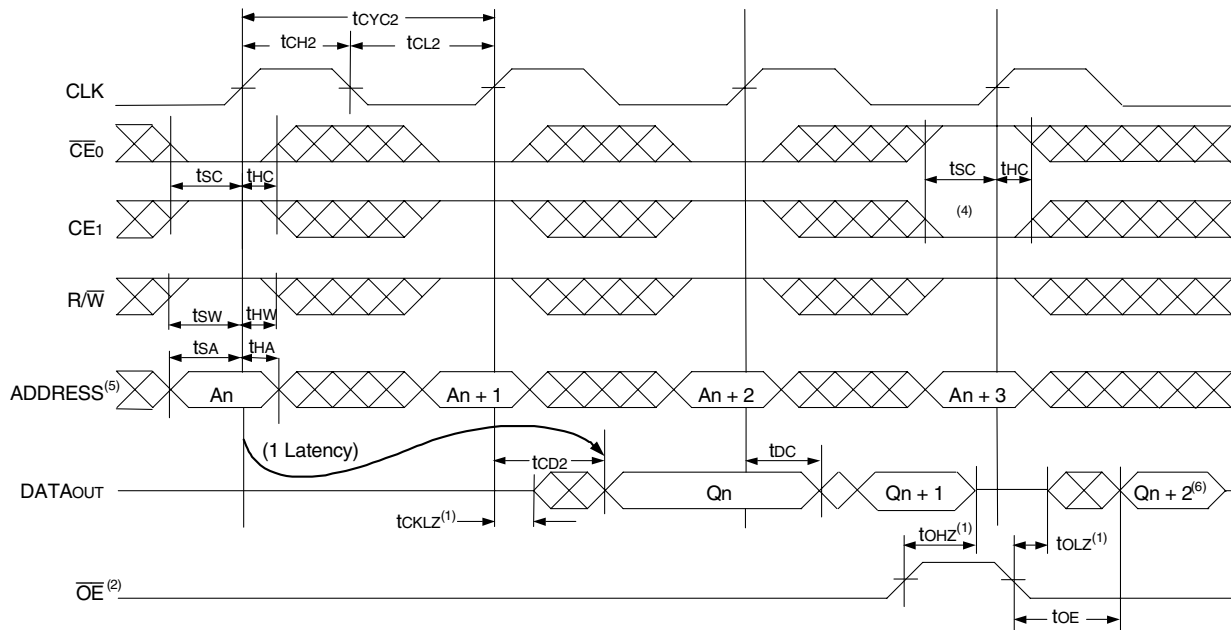 tCYC2
tCH2 tCL2
CLK
CE0
tSC tHC tSC tHC
CE1 (4)
R/W
tSW tHW
tSA tHA
ADDRESS(5) An An + 1 An + 2 An + 3
(1 Latency) tCD2 tDC
DATAOUT Qn Qn + 1 Qn + 2(6)
tCKLZ(1) tOHZ(1) tOLZ(1)
OE(2)
tOE